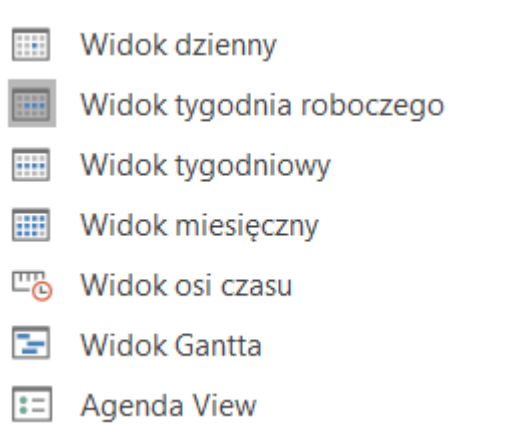 Widok dzienny
Widok tygodnia roboczego
Widok tygodniowy
Widok miesięczny
Widok osi czasu
Widok Gantta
Agenda View